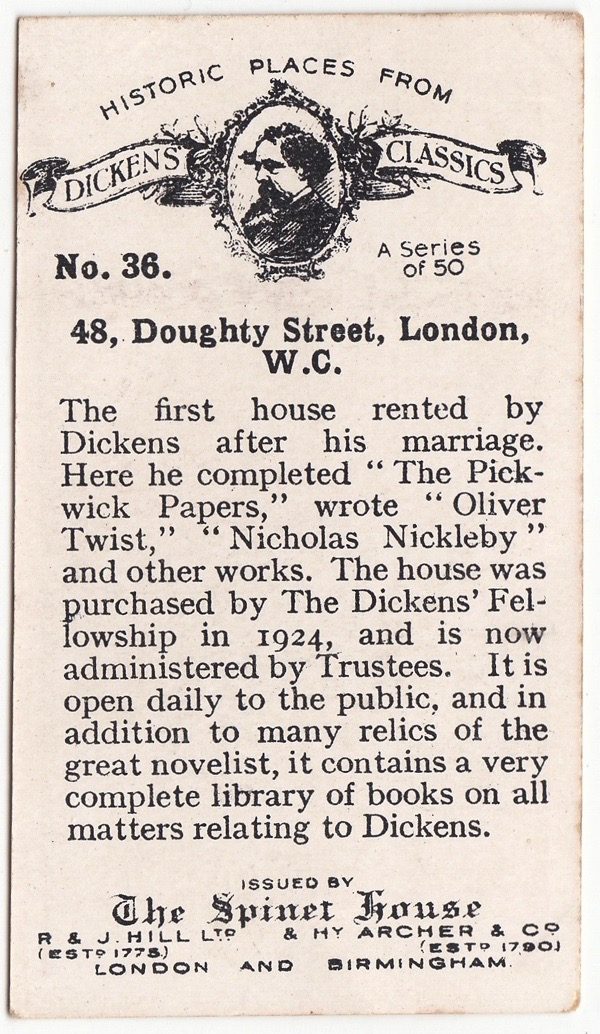 HISTORIC PLACES FROM
DICKENS CLASSICS
DICKENS
No. 36.
A Series
of 50
48, Doughty Street, London,
W.C.
The first house rented by
Dickens after his marriage.
Here he completed “ The Pick-
wick Papers,” wrote “ Oliver
Twist,” “ Nicholas Nickleby ”
and other works. The house was
purchased by The Dickens’ Fel-
lowship in 1924, and is now
administered by Trustees. It is
open daily to the public, and in
addition to many relics of the
great novelist, it contains a very
complete library of books on all
matters relating to Dickens.
ISSUED BY
The Spinet House
R & J. HILL LTD & HY ARCHER & CO
(ESTD 1775.) (ESTD 1790)
LONDON AND BIRMINGHAM.